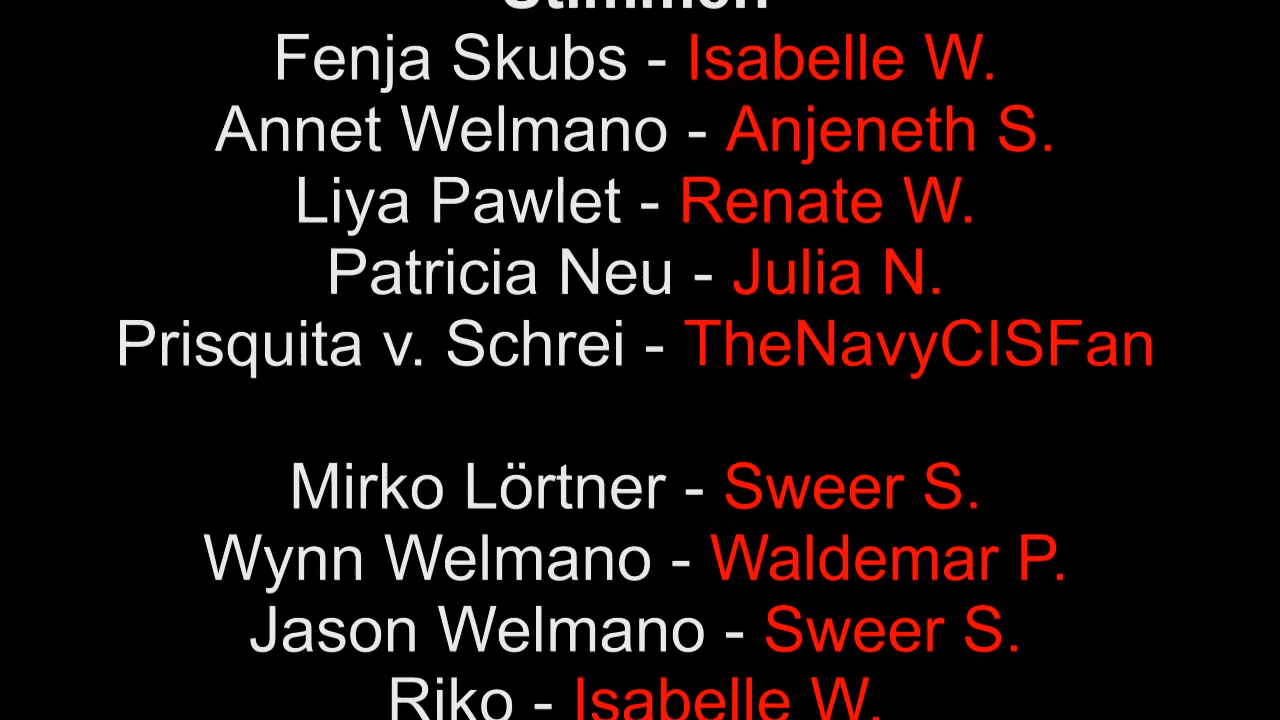 Stimmen
Fenja Skubs - Isabelle W.
Annet Welmano - Anjeneth S.
Liya Pawlet - Renate W.
Patricia Neu - Julia N.
Prisquita v. Schrei - TheNavyCISFan
Mirko Lörtner - Sweer S.
Wynn Welmano - Waldemar P.
Jason Welmano - Sweer S.
Riko - Isabelle W.